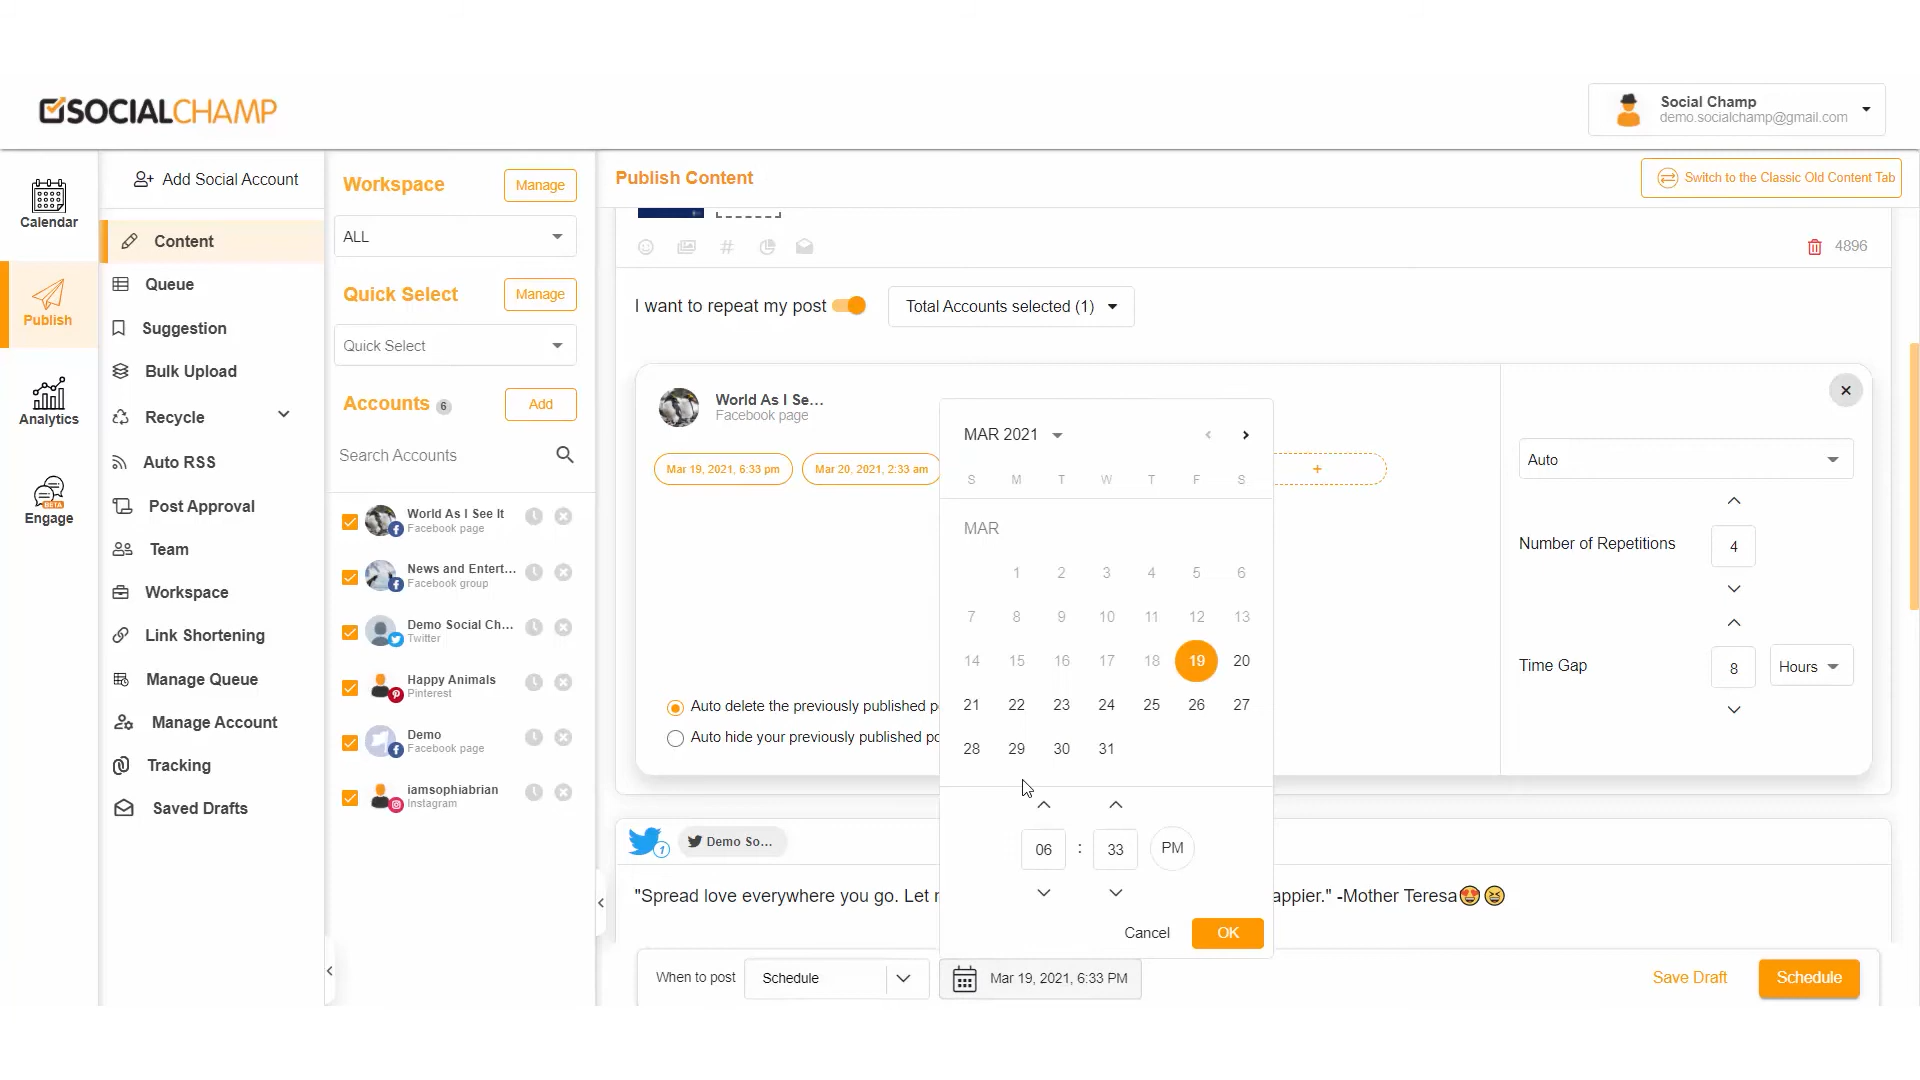 SOCIALCHAMP
Social Champ
demo.socialchamp@gmail.com
Calendar
Publish
Analytics
BETA
Engage
Add Social Account
Content
Queue
Suggestion
Bulk Upload
Recycle
Auto RSS
Post Approval
Team
Workspace
Link Shortening
Manage Queue
Manage Account
Tracking
Saved Drafts
Workspace
Manage
ALL
Quick Select
Manage
Quick Select
Accounts 6
Add
Search Accounts
World As I See It
Facebook page
News and Entert...
Facebook group
Demo Social Ch...
Twitter
Happy Animals
Pinterest
Demo
Facebook page
iamsophiabrian
Instagram
Publish Content
Switch to the Classic Old Content Tab
4896
I want to repeat my post
Total Accounts selected (1)
World As I Se...
Facebook page
Mar 19, 2021, 6:33 pm
Mar 20, 2021, 2:33 am
+
Auto delete the previously published p
Auto hide your previously published po
Auto
Number of Repetitions
4
Time Gap
8
Hours
MAR 2021
S M T W T F S
MAR
1 2 3 4 5 6
7 8 9 10 11 12 13
14 15 16 17 18 19 20
21 22 23 24 25 26 27
28 29 30 31
06 : 33 PM
Cancel
OK
1
Demo So...
"Spread love everywhere you go. Let
appier." -Mother Teresa😍😆
When to post
Schedule
Mar 19, 2021, 6:33 PM
Save Draft
Schedule